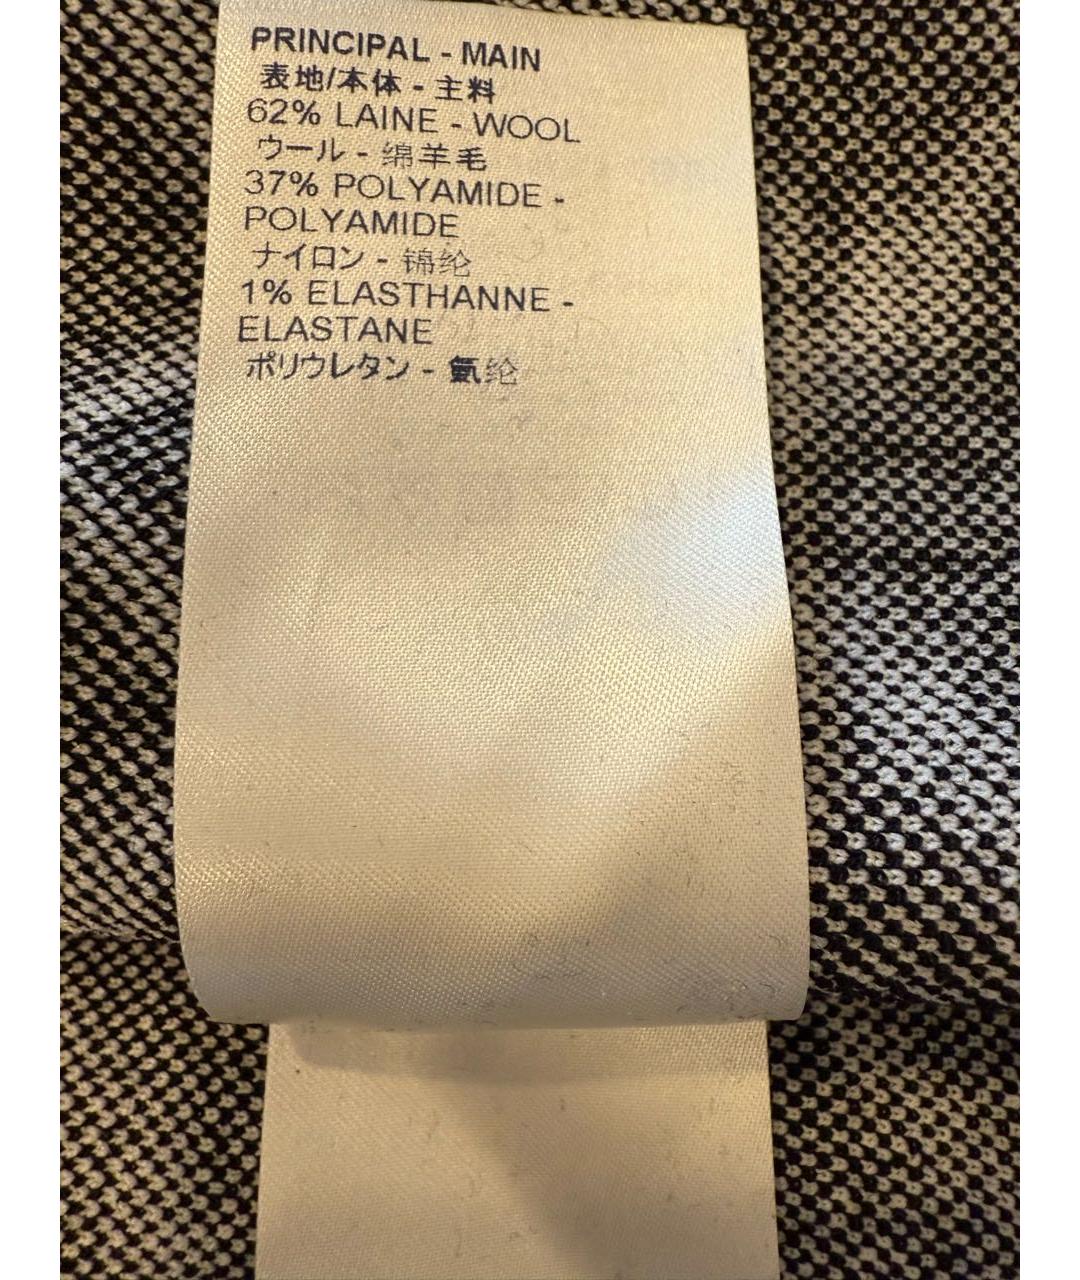 PRINCIPAL - MAIN
表地/本体 - 主料
62% LAINE - WOOL
ウール - 绵羊毛
37% POLYAMIDE -
POLYAMIDE
ナイロン - 锦纶
1% ELASTHANNE -
ELASTANE
ポリウレタン - 氨纶